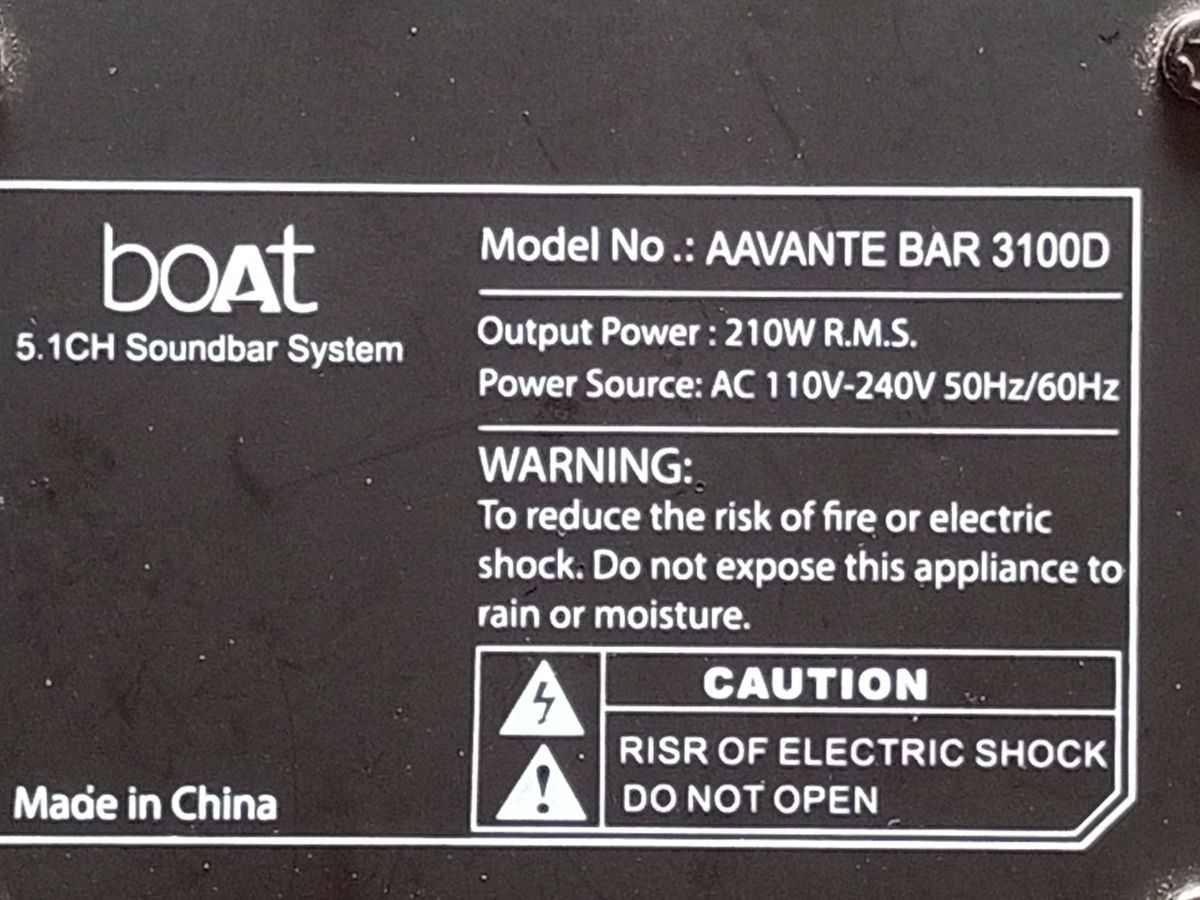 boAt
5.1CH Soundbar System
Model No .: AAVANTE BAR 3100D
Output Power : 210W R.M.S.
Power Source: AC 110V-240V 50Hz/60Hz
WARNING:
To reduce the risk of fire or electric
shock. Do not expose this appliance to
rain or moisture.
CAUTION
RISR OF ELECTRIC SHOCK
DO NOT OPEN
Made in China